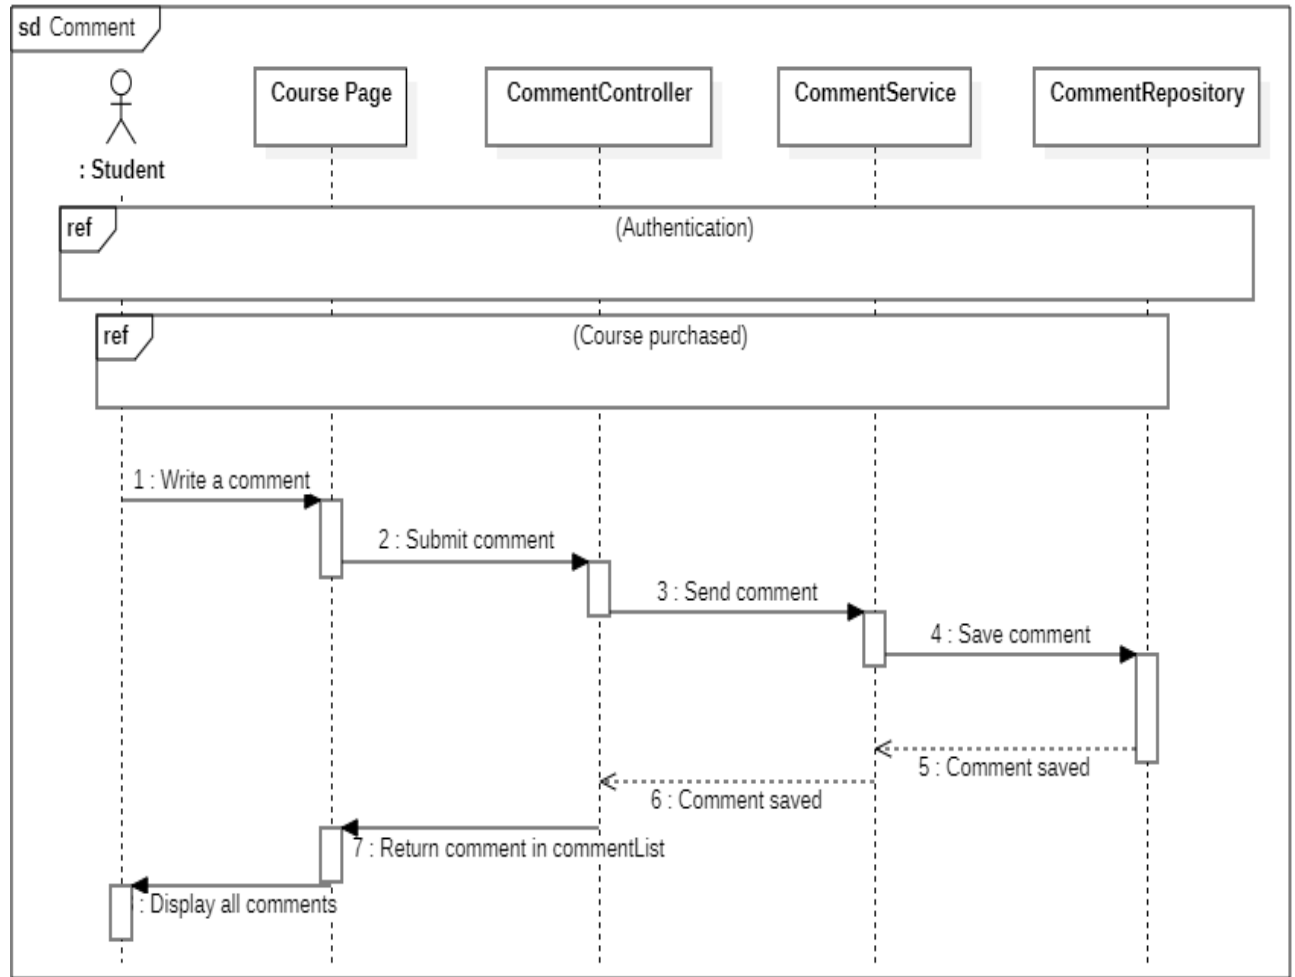 sd Comment
Course Page
CommentController
CommentService
CommentRepository
: Student
ref
(Authentication)
ref
(Course purchased)
1 : Write a comment
2 : Submit comment
3 : Send comment
4 : Save comment
5 : Comment saved
6 : Comment saved
7 : Return comment in commentList
: Display all comments